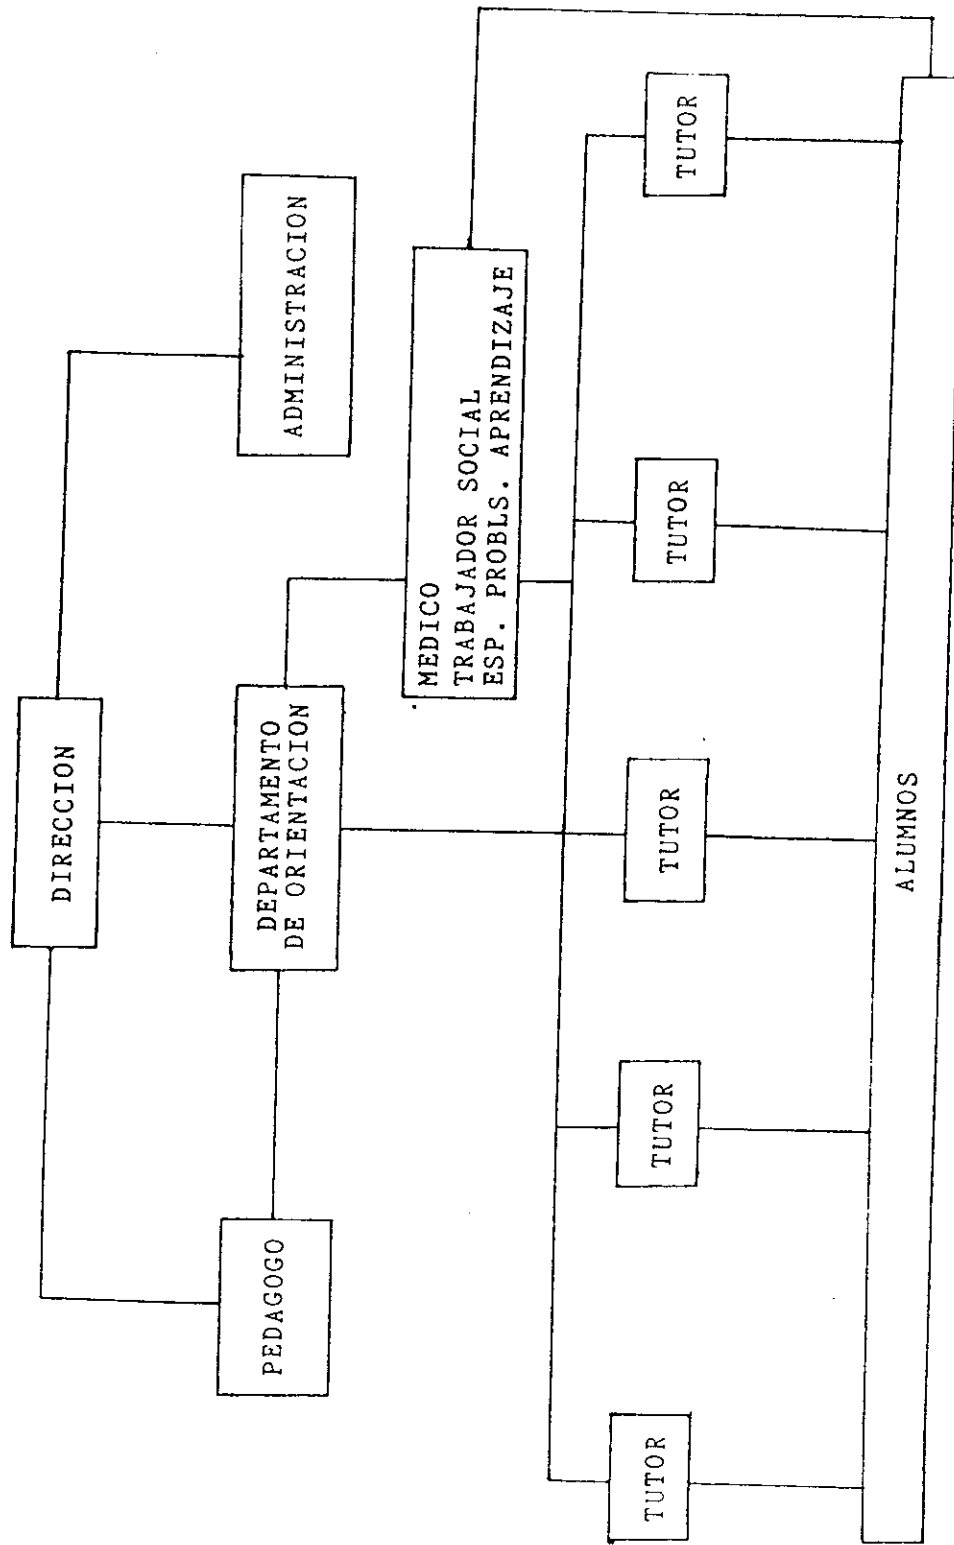 DIRECCION
PEDAGOGO
DEPARTAMENTO
DE ORIENTACION
ADMINISTRACION
MEDICO
TRABAJADOR SOCIAL
ESP. PROBLS. APRENDIZAJE
TUTOR
TUTOR
TUTOR
TUTOR
TUTOR
ALUMNOS